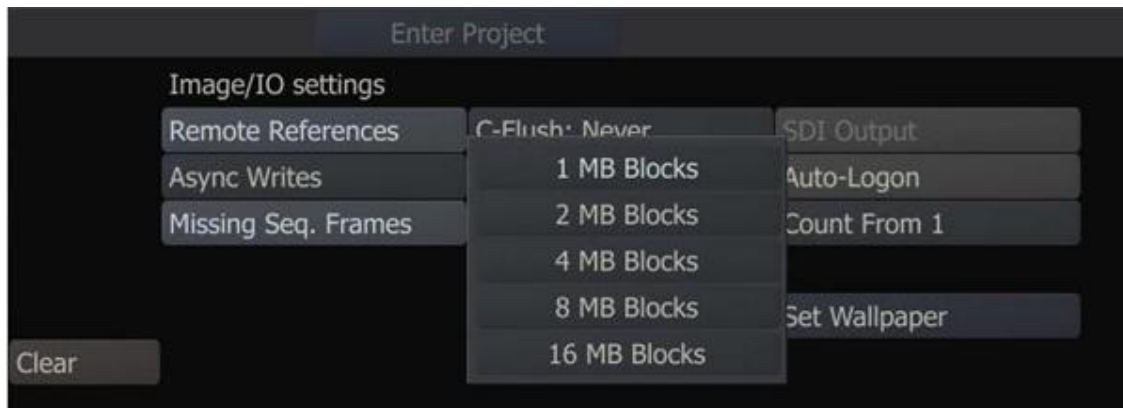 Enter Project
Image/IO settings
Remote References
C-Flush: Never
SDI Output
Async Writes
1 MB Blocks
Auto-Logon
Missing Seq. Frames
2 MB Blocks
Count From 1
4 MB Blocks
8 MB Blocks
Set Wallpaper
16 MB Blocks
Clear